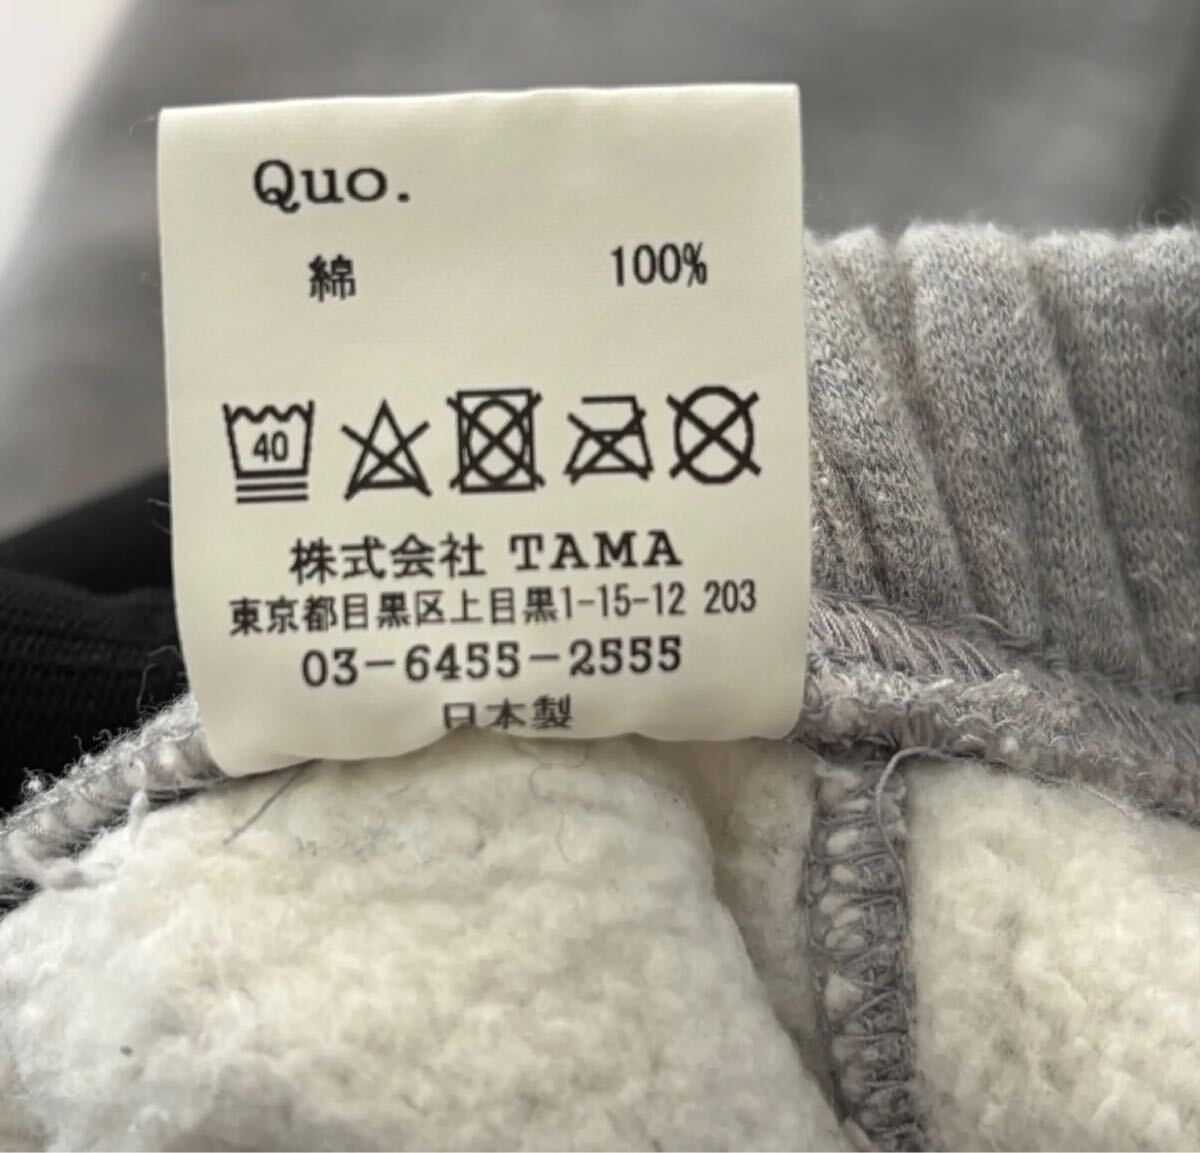 Quo.
綿 100%
40
株式会社 TAMA
東京都目黒区上目黒1-15-12 203
03-6455-2555
日本製